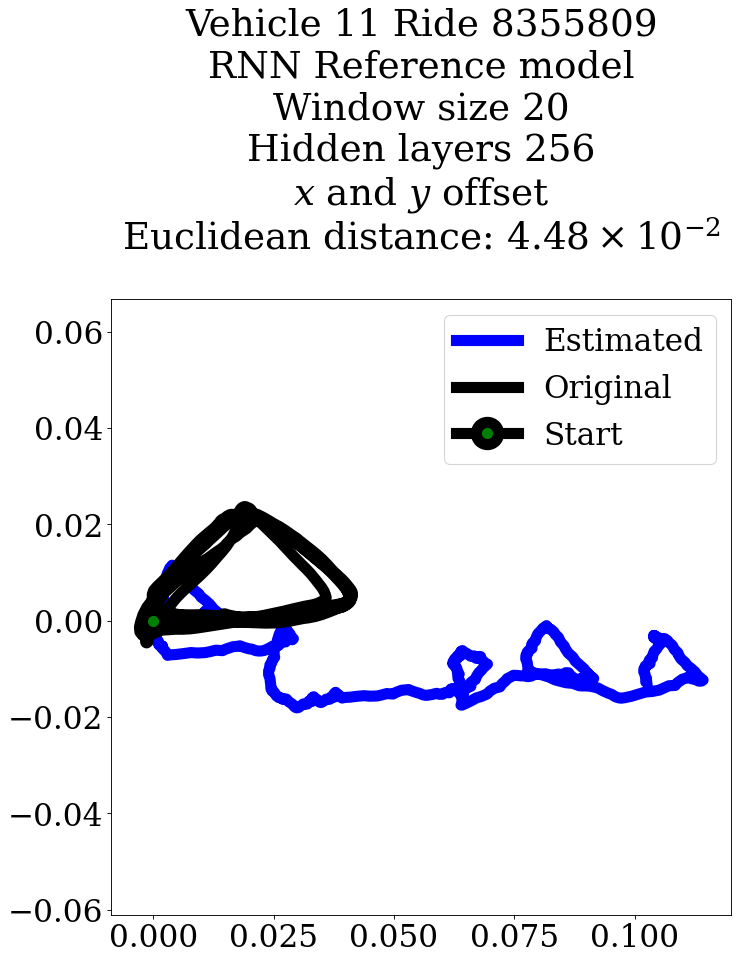 Vehicle 11 Ride 8355809
RNN Reference model
Window size 20
Hidden layers 256
x and y offset
Euclidean distance: 4.48 × 10⁻²
Estimated
Original
Start
0.06
0.04
0.02
0.00
−0.02
−0.04
−0.06
0.000 0.025 0.050 0.075 0.100